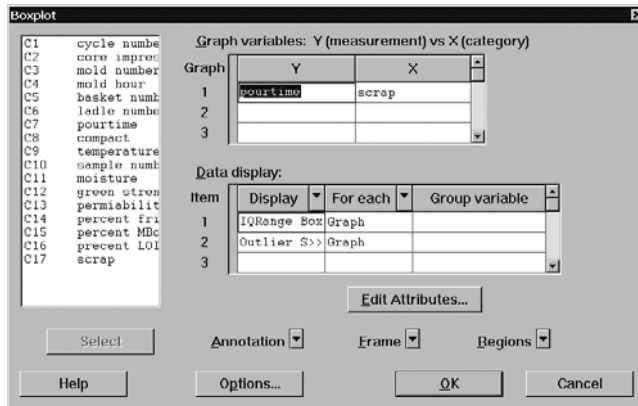 Boxplot
C1 cycle numbe
C2 core impres
C3 mold number
C4 mold hour
C5 basket numb
C6 ladle numbe
C7 pourtime
C8 compact
C9 temperature
C10 sample numb
C11 moisture
C12 green stren
C13 permiabilit
C14 percent fri
C15 percent MBc
C16 precent LOI
C17 scrap
Graph variables: Y (measurement) vs X (category)
Graph Y X
1 pourtime scrap
2
3
Data display:
Item Display For each Group variable
1 IQRange Box Graph
2 Outlier S>> Graph
3
Edit Attributes...
Select Annotation Frame Regions
Help Options... OK Cancel